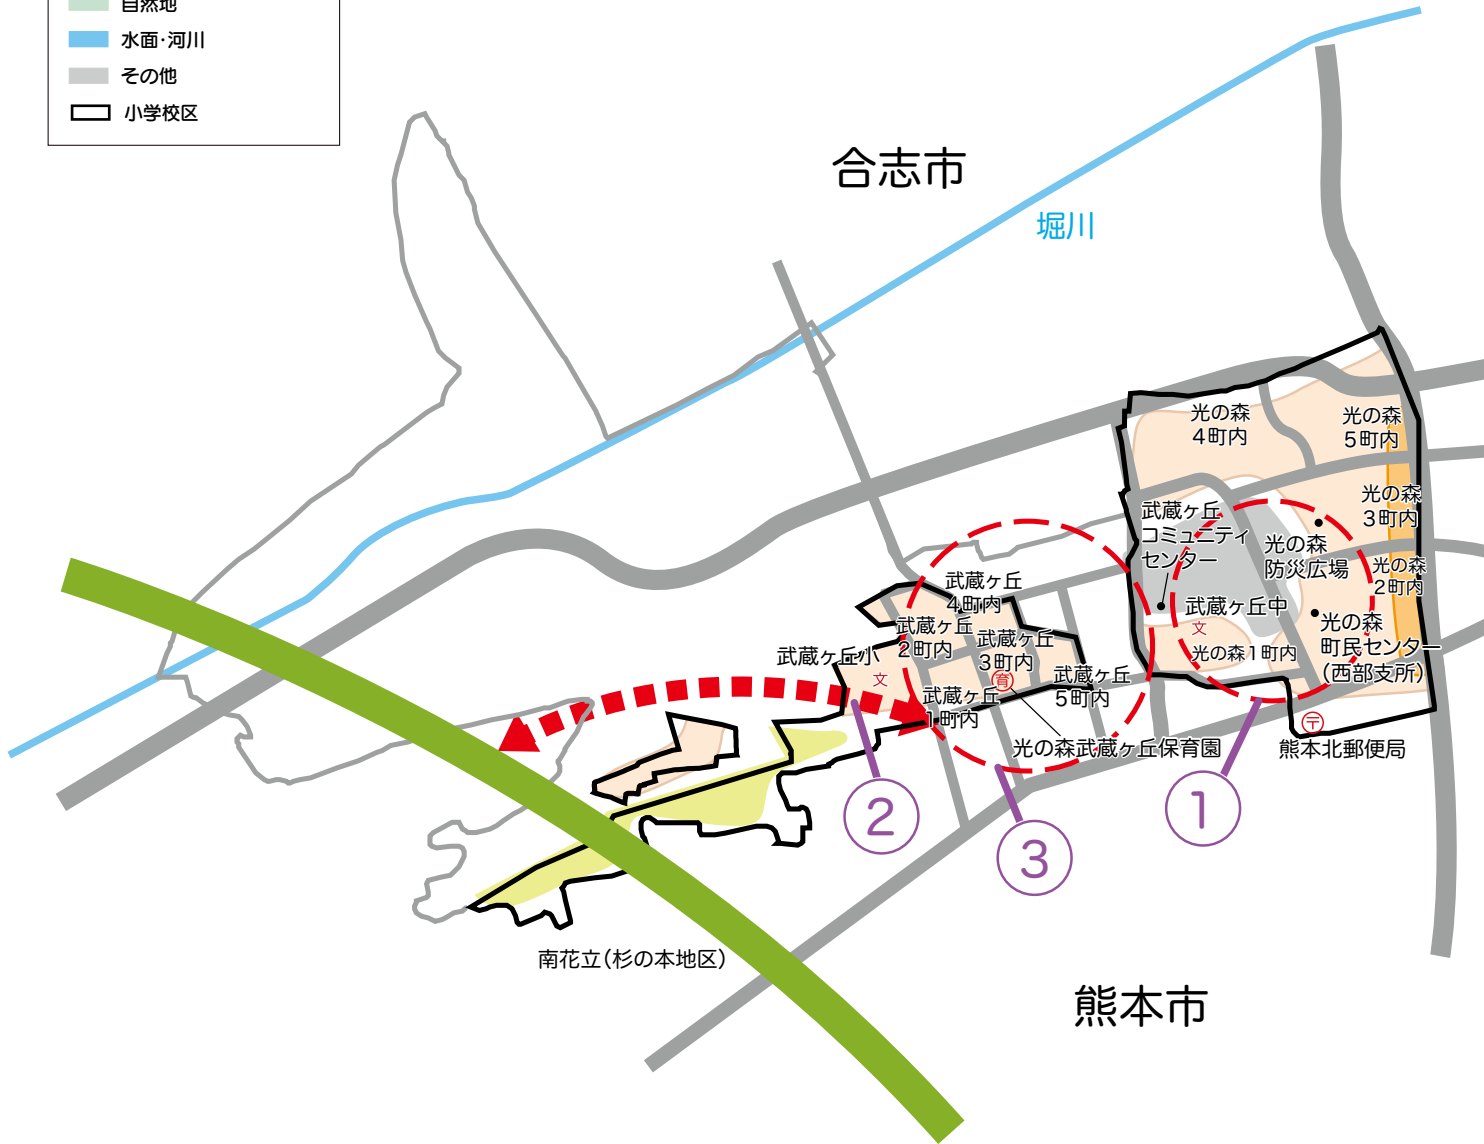 自然地
水面・河川
その他
小学校区
合志市
堀川
光の森
4町内
光の森
5町内
光の森
3町内
武蔵ヶ丘
コミュニティ
センター
光の森
防災広場
光の森
2町内
武蔵ヶ丘
4町内
武蔵ヶ丘中
文
武蔵ヶ丘
2町内
武蔵ヶ丘
3町内
光の森
町民センター
(西部支所)
光の森1町内
武蔵ヶ丘小
文
育
武蔵ヶ丘
5町内
武蔵ヶ丘
1町内
〒
光の森武蔵ヶ丘保育園
熊本北郵便局
②
③
①
南花立(杉の本地区)
熊本市